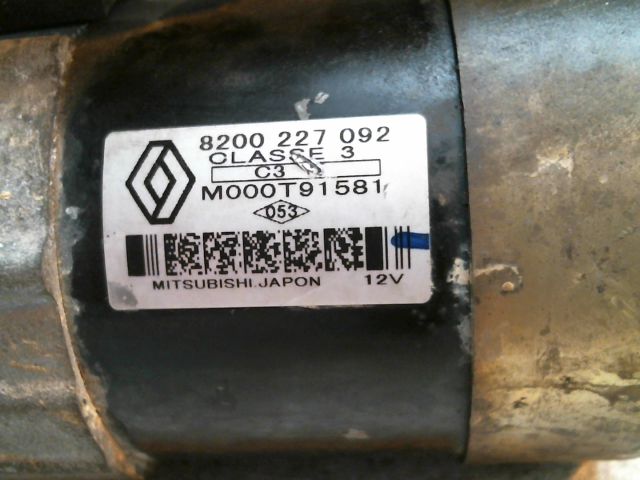 8200 227 092
CLASSE 3
C3
M000T91581
053
MITSUBISHI.JAPON 12V